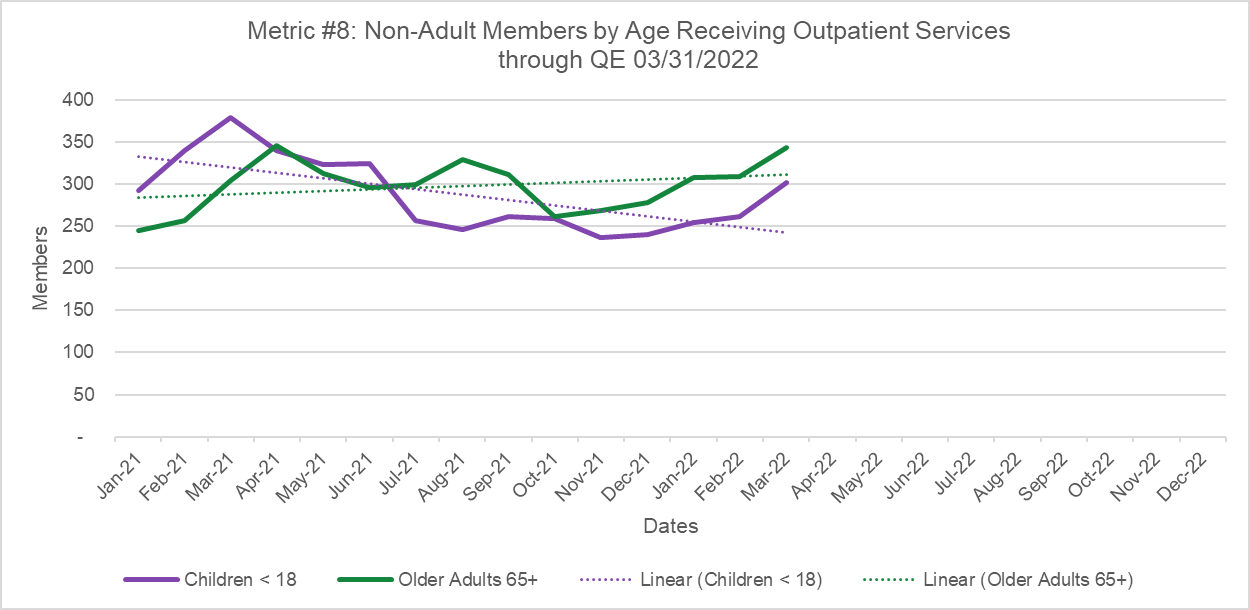 Metric #8: Non-Adult Members by Age Receiving Outpatient Services
through QE 03/31/2022
400
350
300
250
200
150
100
50
-
Members
Jan-21
Feb-21
Mar-21
Apr-21
May-21
Jun-21
Jul-21
Aug-21
Sep-21
Oct-21
Nov-21
Dec-21
Jan-22
Feb-22
Mar-22
Apr-22
May-22
Jun-22
Jul-22
Aug-22
Sep-22
Oct-22
Nov-22
Dec-22
Dates
Children < 18
Older Adults 65+
Linear (Children < 18)
Linear (Older Adults 65+)